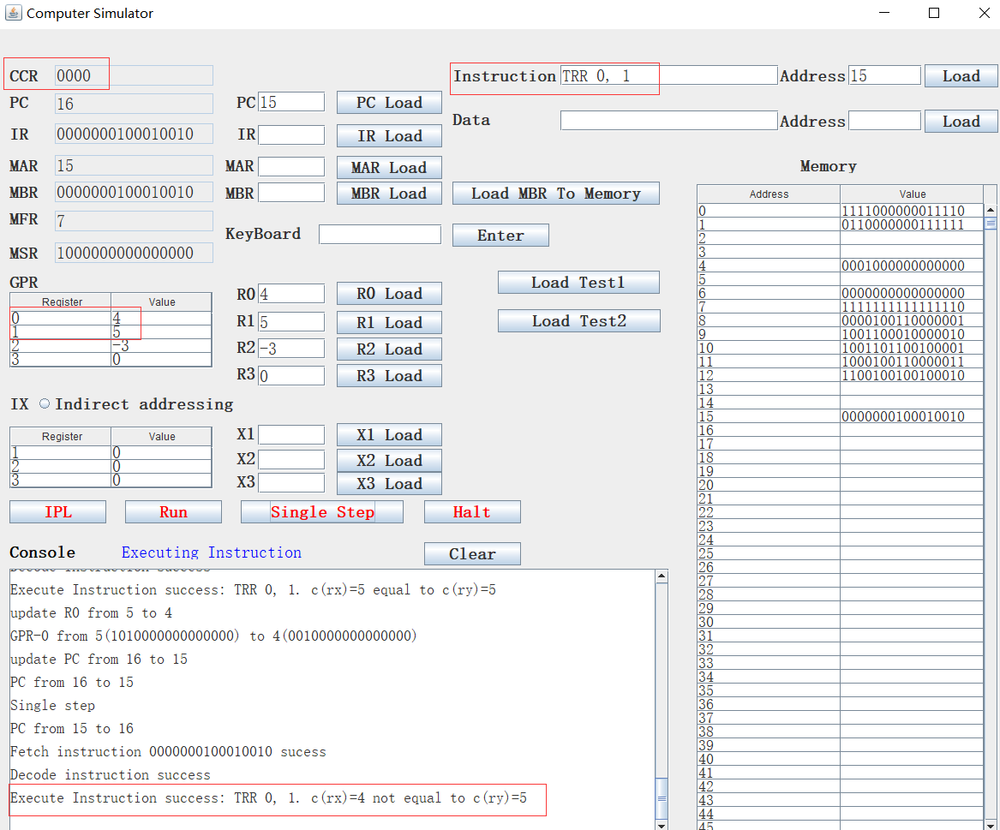 Computer Simulator
CCR 0000 Instruction TRR 0, 1 Address 15 Load
PC 16 PC 15 PC Load
Data Address Load
IR 0000000100010010 IR IR Load
MAR 15 MAR MAR Load Memory
MBR 0000000100010010 MBR MBR Load Load MBR To Memory
MFR 7
KeyBoard Enter
MSR 1000000000000000
GPR
Register Value
0 4
1 5
2 -3
3 0
R0 4 R0 Load Load Test1
R1 5 R1 Load Load Test2
R2 -3 R2 Load
R3 0 R3 Load
IX Indirect addressing
Register Value
1 0
2 0
3 0
X1 X1 Load
X2 X2 Load
X3 X3 Load
IPL Run Single Step Halt
Console Executing Instruction Clear
Decode instruction success
Execute Instruction success: TRR 0, 1. c(rx)=5 equal to c(ry)=5
update R0 from 5 to 4
GPR-0 from 5(1010000000000000) to 4(0010000000000000)
update PC from 16 to 15
PC from 16 to 15
Single step
PC from 15 to 16
Fetch instruction 0000000100010010 sucess
Decode instruction success
Execute Instruction success: TRR 0, 1. c(rx)=4 not equal to c(ry)=5
Address Value
0 1111000000011110
1 0110000000111111
2
3
4 0001000000000000
5
6 0000000000000000
7 1111111111111110
8 0000100110000001
9 1001100010000010
10 1001101100100001
11 1000100110000011
12 1100100100100010
13
14
15 0000000100010010
16
17
18
19
20
21
22
23
24
25
26
27
28
29
30
31
32
33
34
35
36
37
38
39
40
41
42
43
44
45